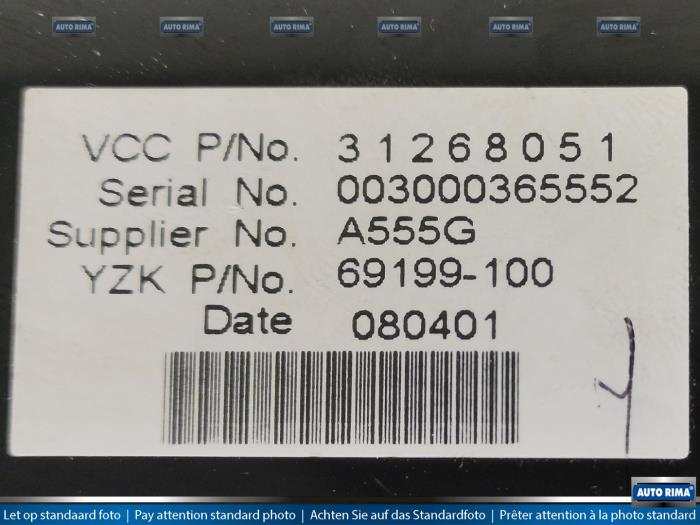 AUTO RIMA AUTO RIMA AUTO RIMA AUTO RIMA AUTO RIMA AUTO RIMA
VCC P/No. 31268051
Serial No. 003000365552
Supplier No. A555G
YZK P/No. 69199-100
Date 080401
AUTO RIMA
Let op standaard foto | Pay attention standard photo | Achten Sie auf das Standardfoto | Prêter attention à la photo standard